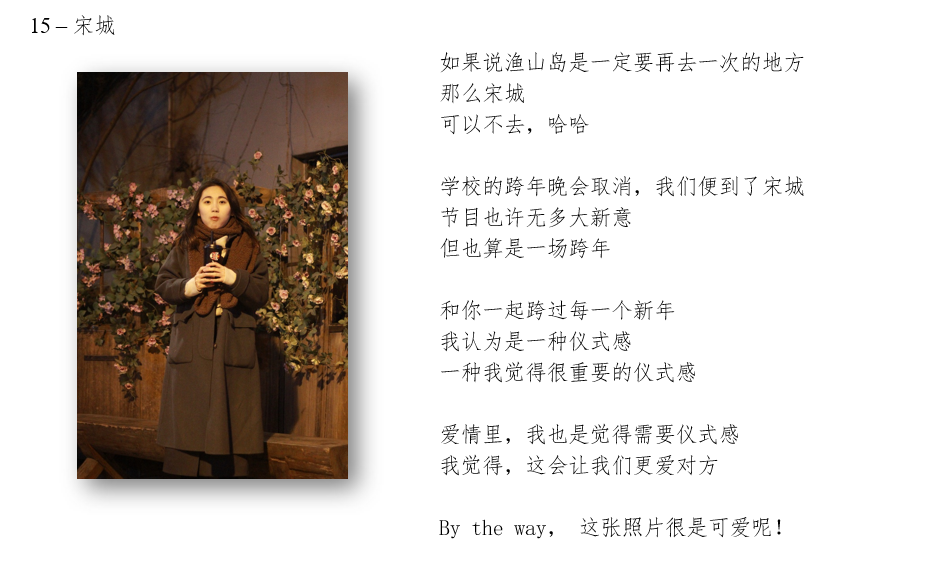 15 – 宋城
如果说渔山岛是一定要再去一次的地方
那么宋城
可以不去，哈哈
学校的跨年晚会取消，我们便到了宋城
节目也许无多大新意
但也算是一场跨年
和你一起跨过每一个新年
我认为是一种仪式感
一种我觉得很重要的仪式感
爱情里，我也是觉得需要仪式感
我觉得，这会让我们更爱对方
By the way， 这张照片很是可爱呢！